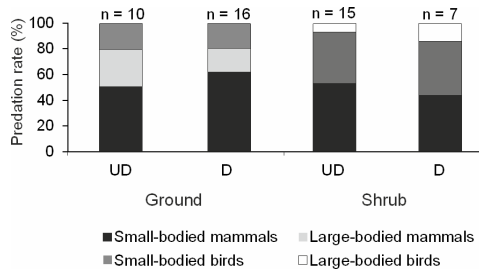 n = 10 n = 16 n = 15 n = 7
Predation rate (%)
100
80
60
40
20
0
UD D UD D
Ground Shrub
Small-bodied mammals Large-bodied mammals
Small-bodied birds Large-bodied birds